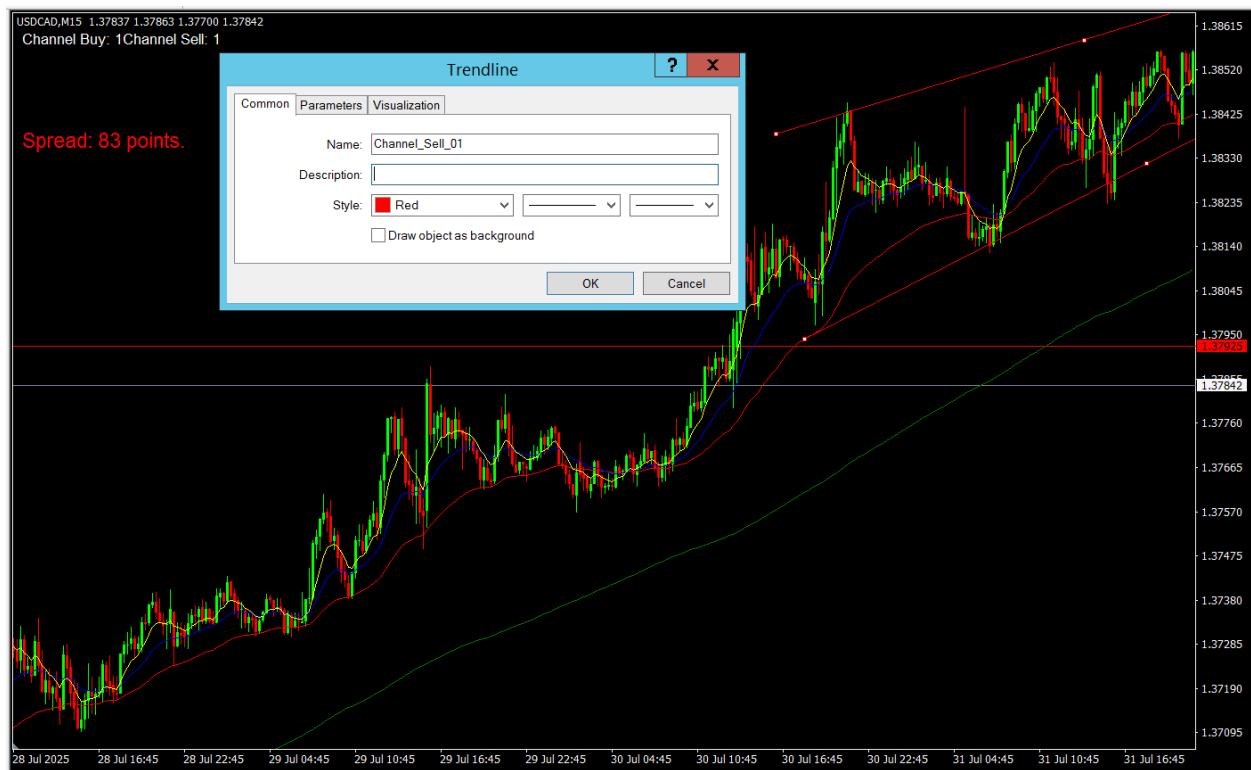 USDCAD,M15 1.37837 1.37863 1.37700 1.37842
Channel Buy: 1Channel Sell: 1
Spread: 83 points.
Trendline
? X
Common Parameters Visualization
Name: Channel_Sell_01
Description:
Style: Red
Draw object as background
OK Cancel
1.38615
1.38520
1.38425
1.38330
1.38235
1.38140
1.38045
1.37950
1.37925
1.37842
1.37760
1.37665
1.37570
1.37475
1.37380
1.37285
1.37190
1.37095
28 Jul 2025 28 Jul 16:45 28 Jul 22:45 29 Jul 04:45 29 Jul 10:45 29 Jul 16:45 29 Jul 22:45 30 Jul 04:45 30 Jul 10:45 30 Jul 16:45 30 Jul 22:45 31 Jul 04:45 31 Jul 10:45 31 Jul 16:45